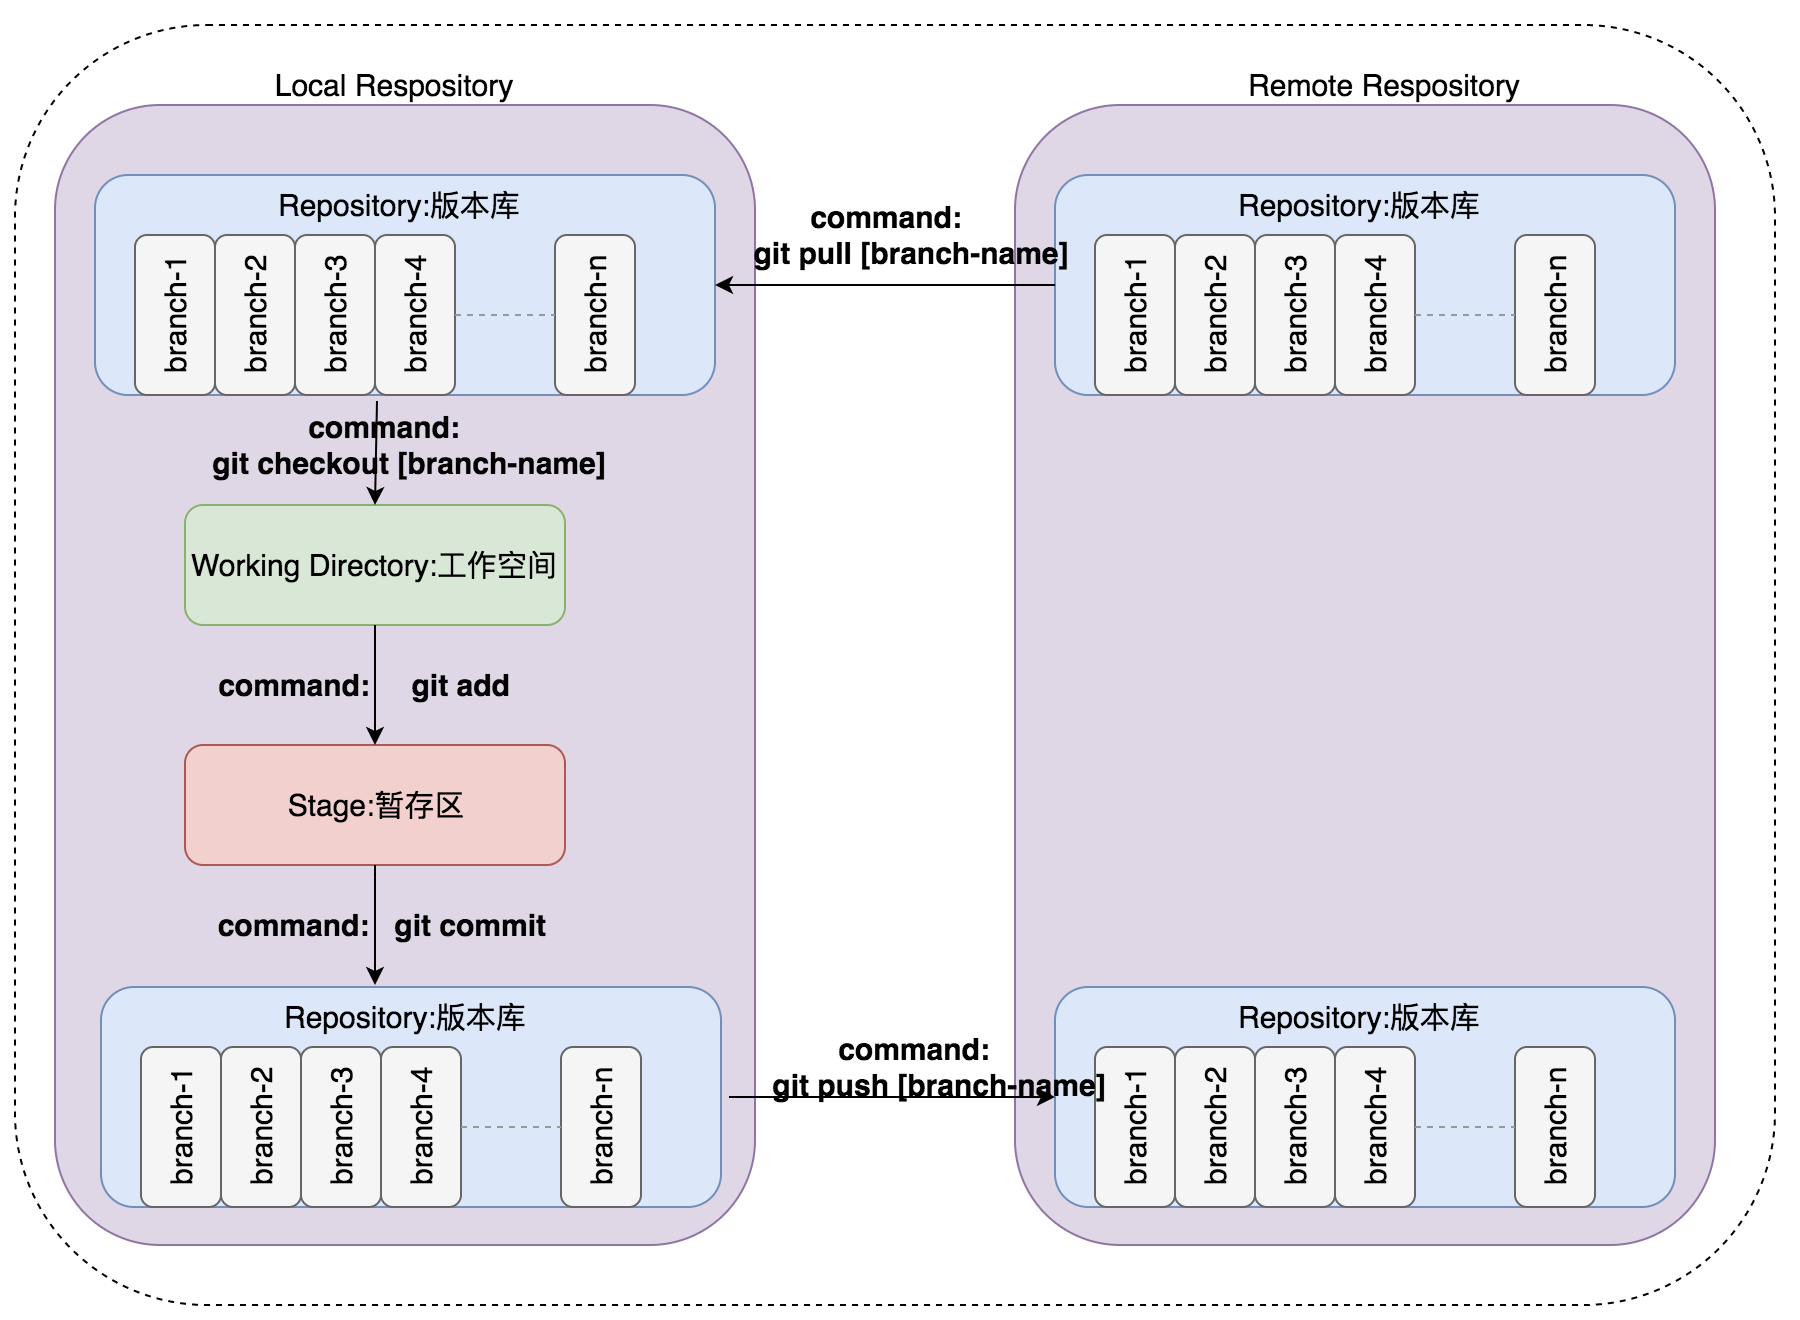 Local Respository
Remote Respository
Repository:版本库
branch-1
branch-2
branch-3
branch-4
branch-n
command:
git pull [branch-name]
Repository:版本库
branch-1
branch-2
branch-3
branch-4
branch-n
command:
git checkout [branch-name]
Working Directory:工作空间
command: git add
Stage:暂存区
command: git commit
Repository:版本库
branch-1
branch-2
branch-3
branch-4
branch-n
command:
git push [branch-name]
Repository:版本库
branch-1
branch-2
branch-3
branch-4
branch-n